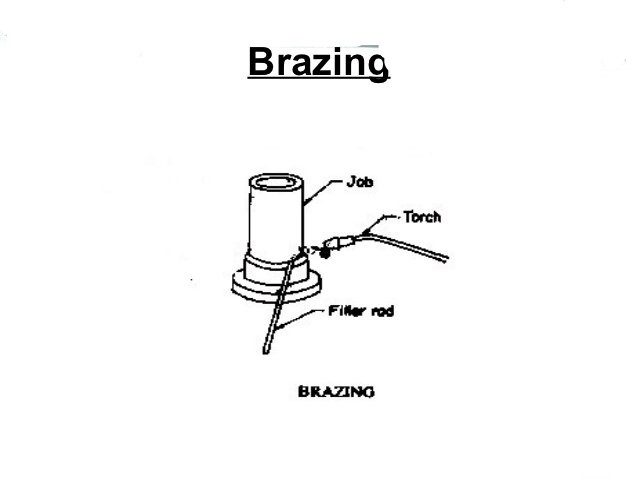 Brazing
Job
Torch
Filler rod
BRAZING